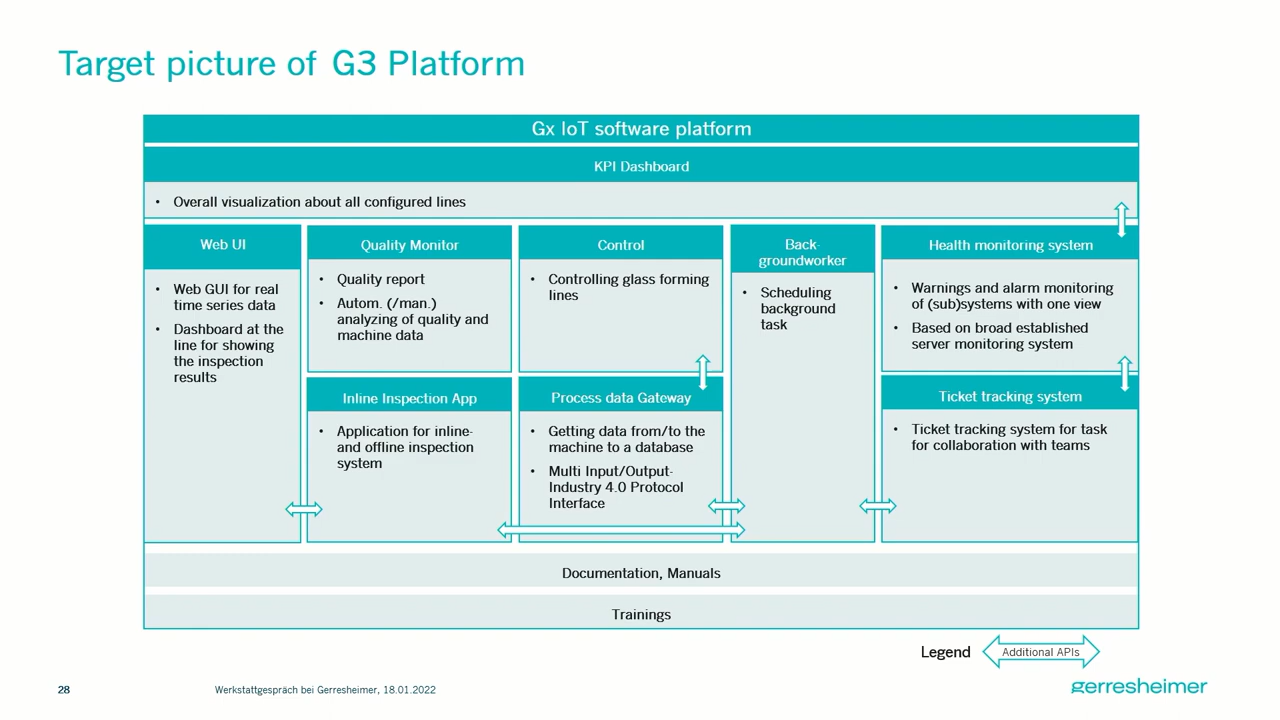 Target picture of G3 Platform
Gx IoT software platform
KPI Dashboard
• Overall visualization about all configured lines
Web UI
• Web GUI for real
time series data
• Dashboard at the
line for showing
the inspection
results
Quality Monitor
• Quality report
• Autom. (/man.)
analyzing of quality and
machine data
Inline Inspection App
• Application for inline-
and offline inspection
system
Control
• Controlling glass forming
lines
Process data Gateway
• Getting data from/to the
machine to a database
• Multi Input/Output-
Industry 4.0 Protocol
Interface
Back-
groundworker
• Scheduling
background
task
Health monitoring system
• Warnings and alarm monitoring
of (sub)systems with one view
• Based on broad established
server monitoring system
Ticket tracking system
• Ticket tracking system for task
for collaboration with teams
Documentation, Manuals
Trainings
Legend
Additional APIs
28
Werkstattgespräch bei Gerresheimer, 18.01.2022
gerresheimer